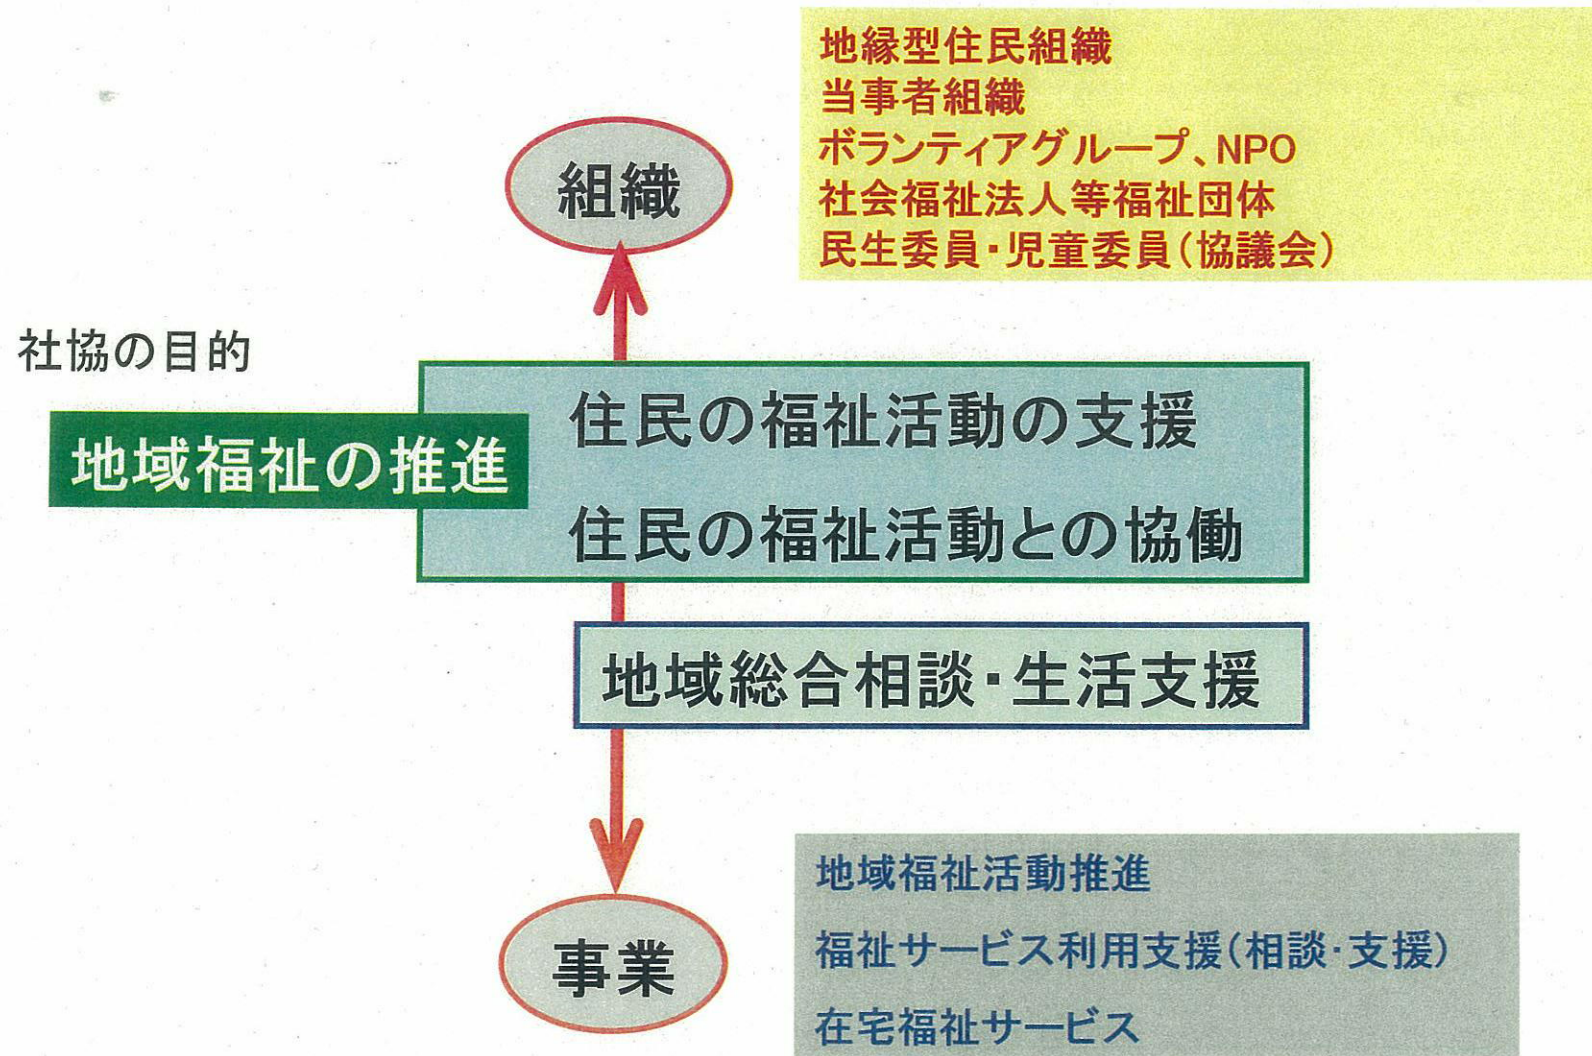 地縁型住民組織
当事者組織
ボランティアグループ、NPO
社会福祉法人等福祉団体
民生委員・児童委員(協議会)
組織
社協の目的
地域福祉の推進
住民の福祉活動の支援
住民の福祉活動との協働
地域総合相談・生活支援
事業
地域福祉活動推進
福祉サービス利用支援(相談・支援)
在宅福祉サービス